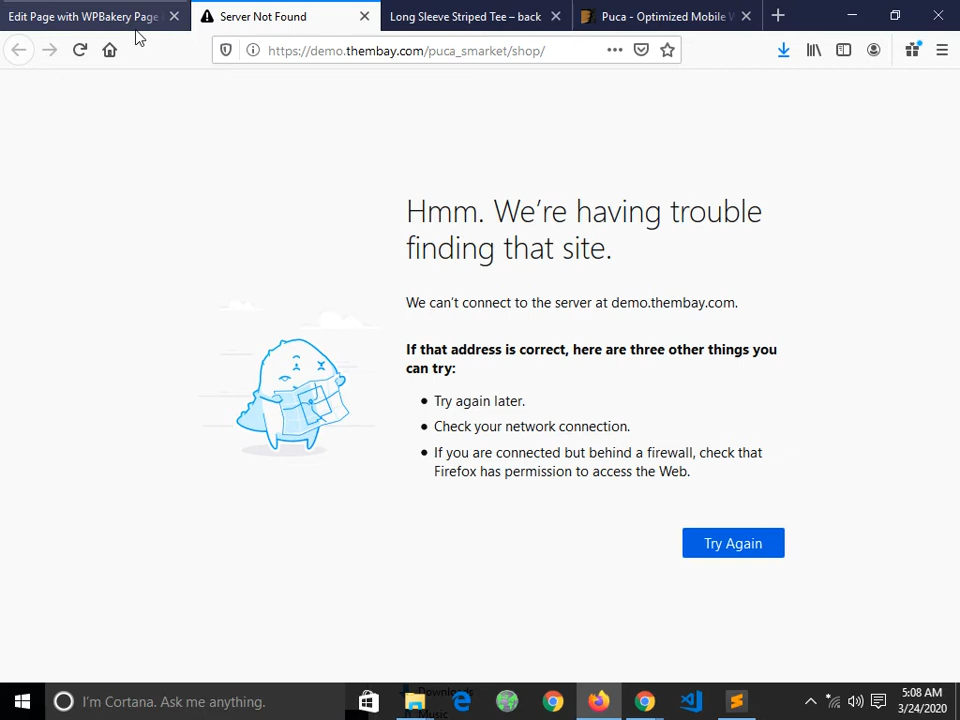 Edit Page with WPBakery Page
Server Not Found
Long Sleeve Striped Tee – back
Puca - Optimized Mobile W
https://demo.thembay.com/puca_smarket/shop/
Hmm. We're having trouble
finding that site.
We can't connect to the server at demo.thembay.com.
If that address is correct, here are three other things you
can try:
Try again later.
Check your network connection.
If you are connected but behind a firewall, check that
Firefox has permission to access the Web.
Try Again
Downloads
Music
I'm Cortana. Ask me anything.
5:08 AM
3/24/2020